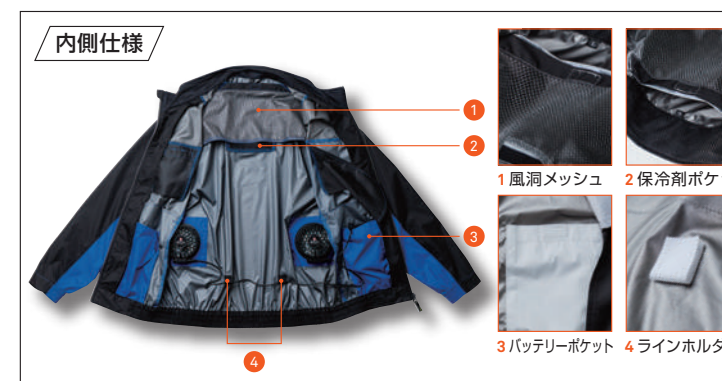 内側仕様
1
2
3
4
1 風洞メッシュ
2 保冷剤ポケ
3 バッテリーポケット
4 ラインホルダ